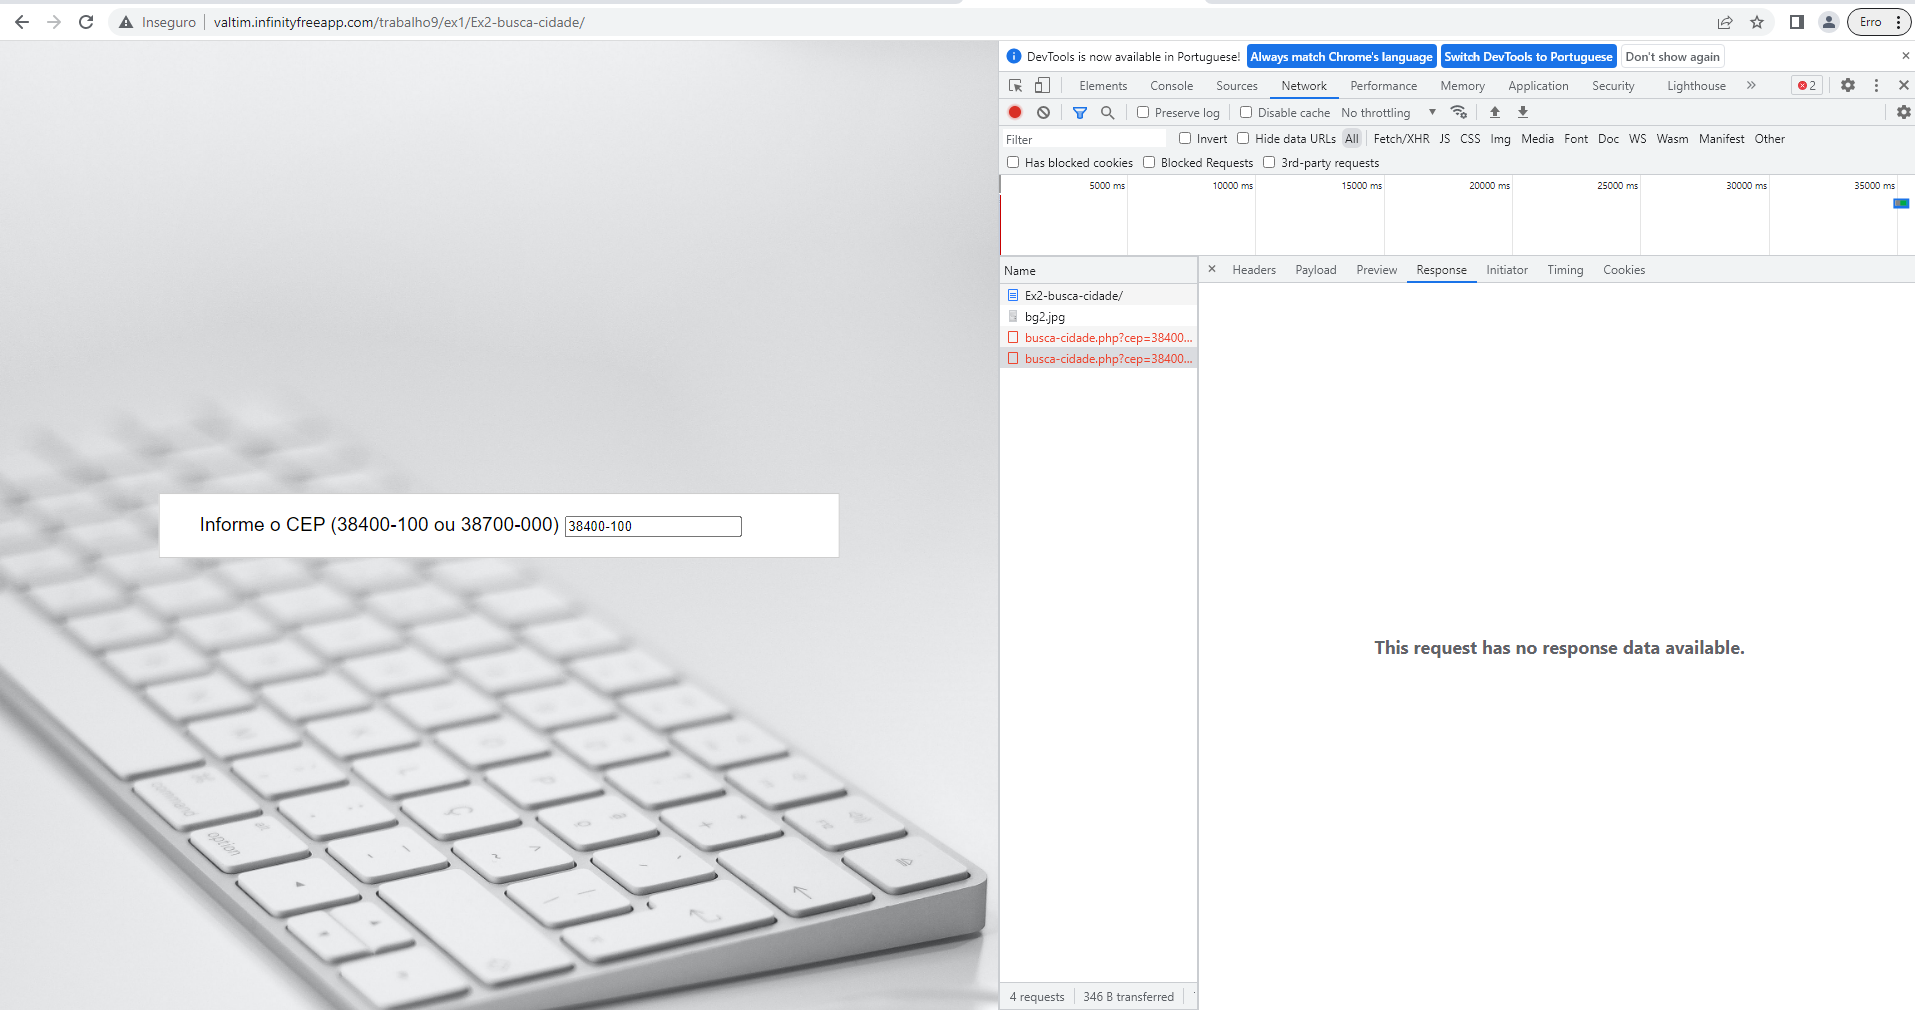 Inseguro valtim.infinityfreeapp.com/trabalho9/ex1/Ex2-busca-cidade/ Erro
DevTools is now available in Portuguese! Always match Chrome's language Switch DevTools to Portuguese Don't show again
Elements Console Sources Network Performance Memory Application Security Lighthouse 2
Preserve log Disable cache No throttling
Filter Invert Hide data URLs All Fetch/XHR JS CSS Img Media Font Doc WS Wasm Manifest Other
Has blocked cookies Blocked Requests 3rd-party requests
5000 ms 10000 ms 15000 ms 20000 ms 25000 ms 30000 ms 35000 ms
Name Headers Payload Preview Response Initiator Timing Cookies
Ex2-busca-cidade/
bg2.jpg
busca-cidade.php?cep=38400...
busca-cidade.php?cep=38400...
Informe o CEP (38400-100 ou 38700-000) 38400-100
This request has no response data available.
command
option
4 requests 346 B transferred